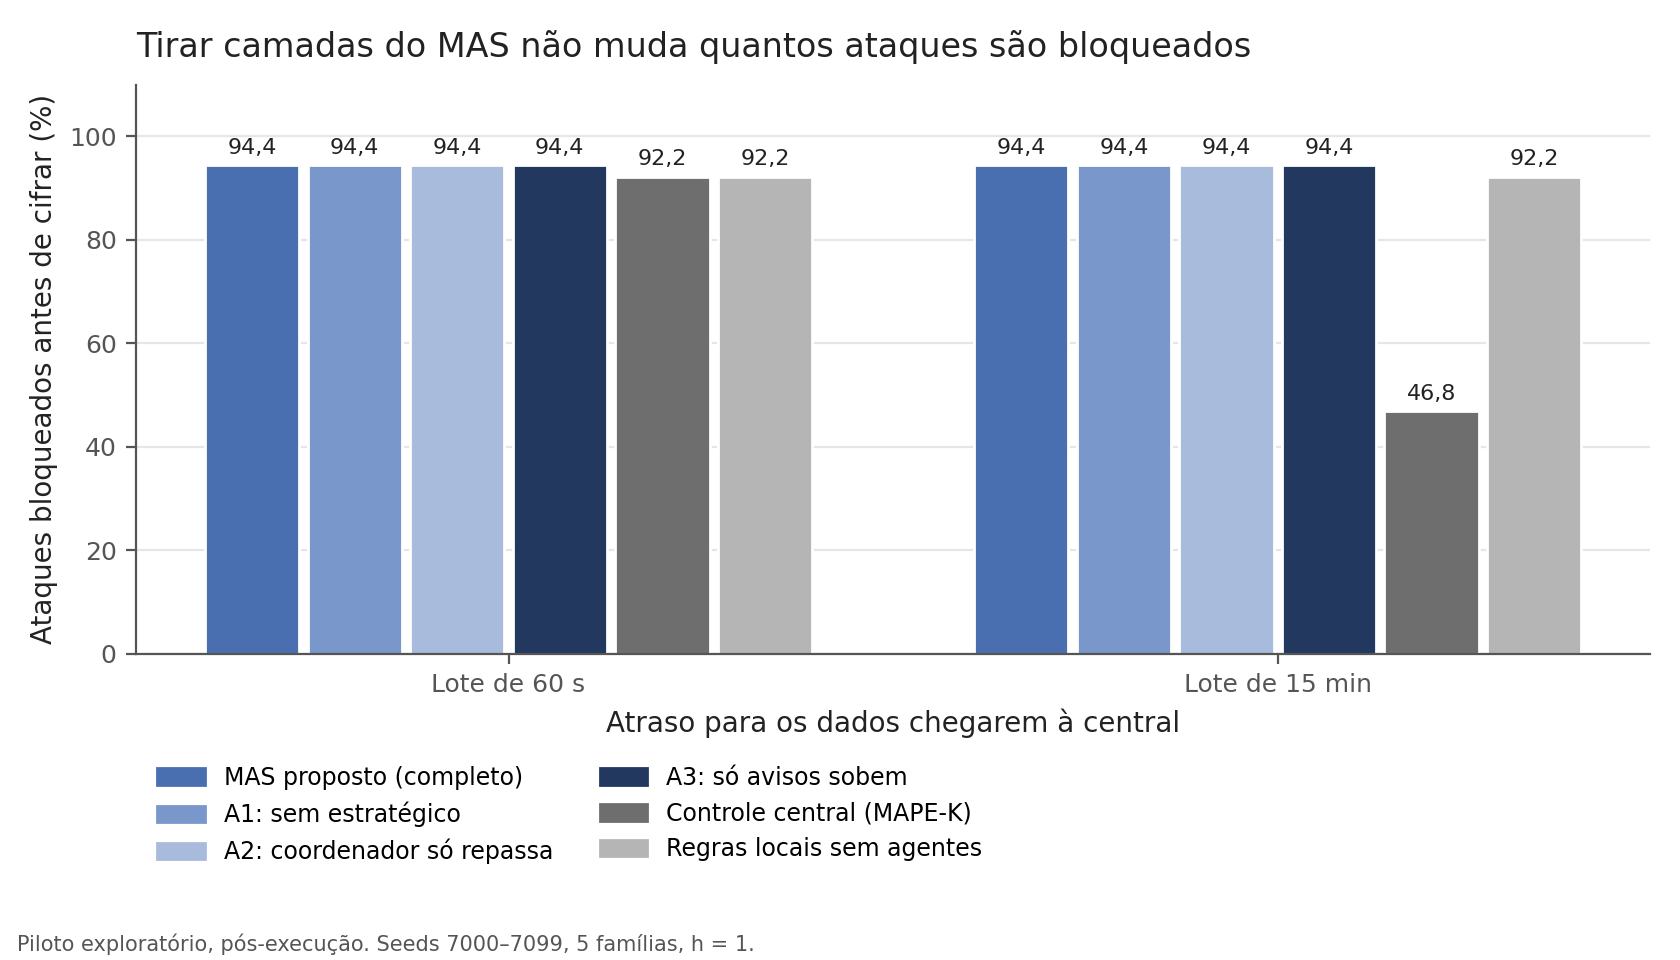 Tirar camadas do MAS não muda quantos ataques são bloqueados
Ataques bloqueados antes de cifrar (%)
100
80
60
40
20
0
94,4 94,4 94,4 94,4 92,2 92,2
94,4 94,4 94,4 94,4 46,8 92,2
Lote de 60 s
Lote de 15 min
Atraso para os dados chegarem à central
MAS proposto (completo)
A1: sem estratégico
A2: coordenador só repassa
A3: só avisos sobem
Controle central (MAPE-K)
Regras locais sem agentes
Piloto exploratório, pós-execução. Seeds 7000–7099, 5 famílias, h = 1.